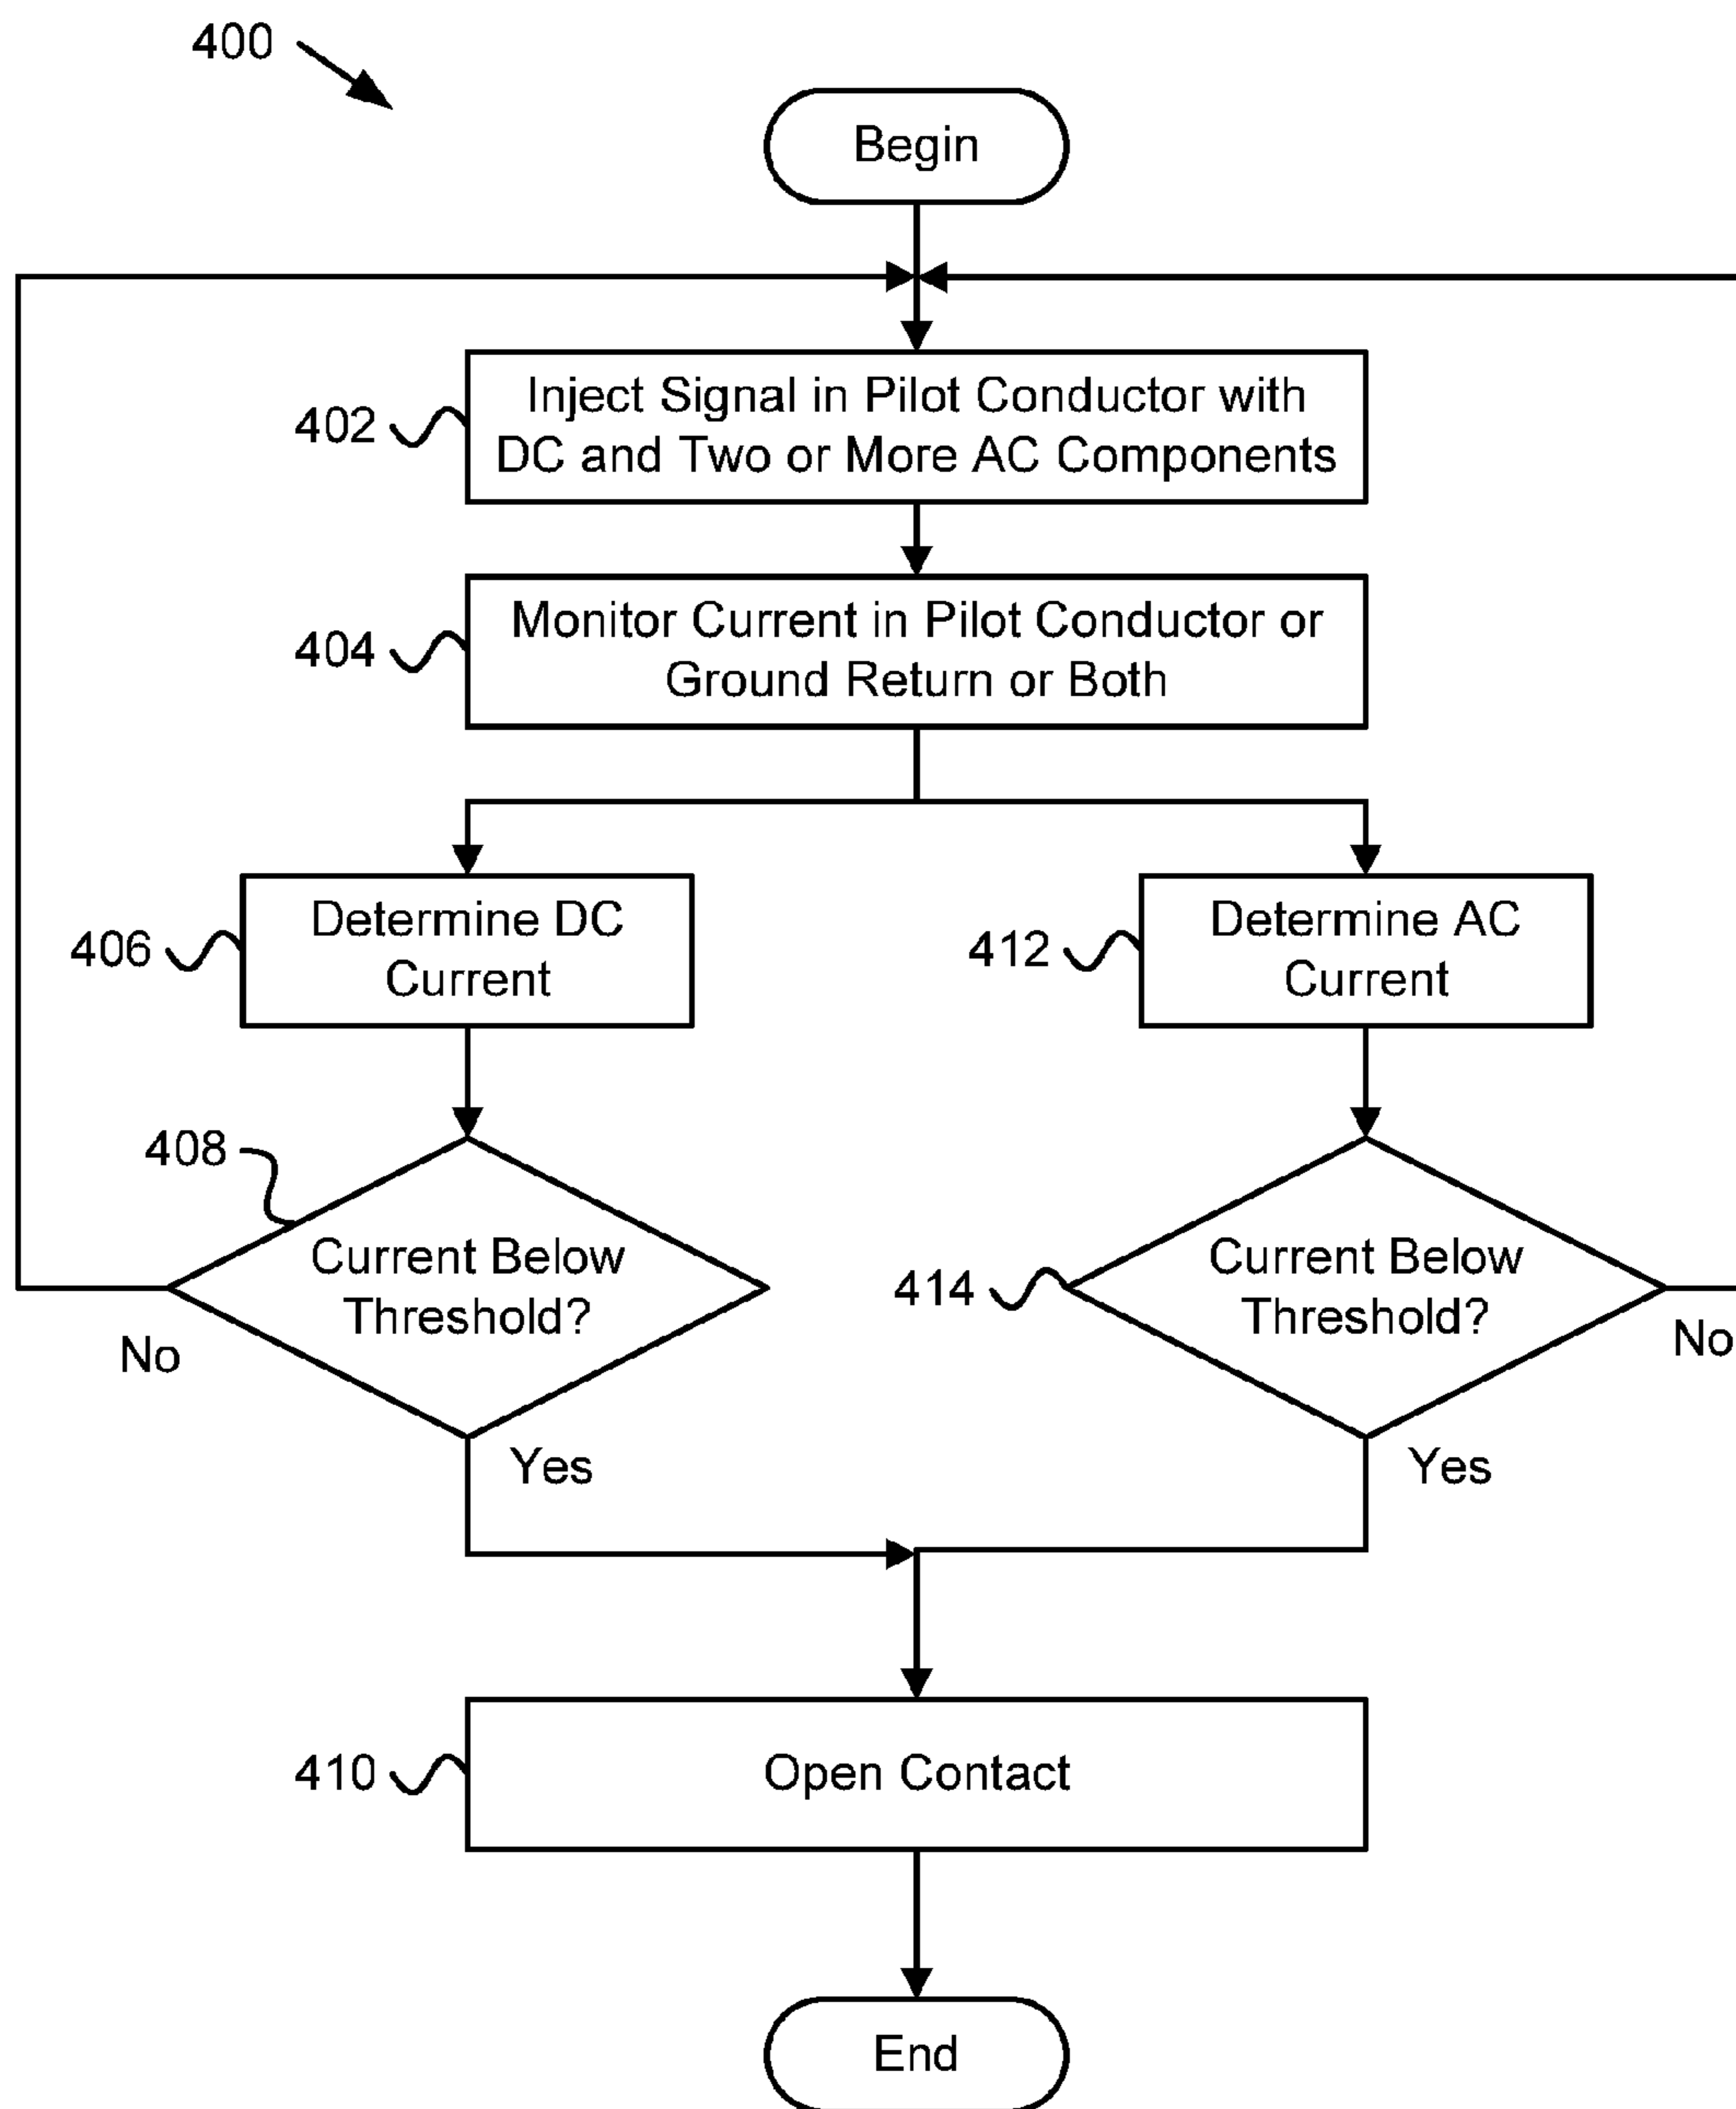 400
Begin
402
Inject Signal in Pilot Conductor with
DC and Two or More AC Components
404
Monitor Current in Pilot Conductor or
Ground Return or Both
406
Determine DC
Current
412
Determine AC
Current
408
Current Below
Threshold?
No
Yes
414
Current Below
Threshold?
No
Yes
410
Open Contact
End